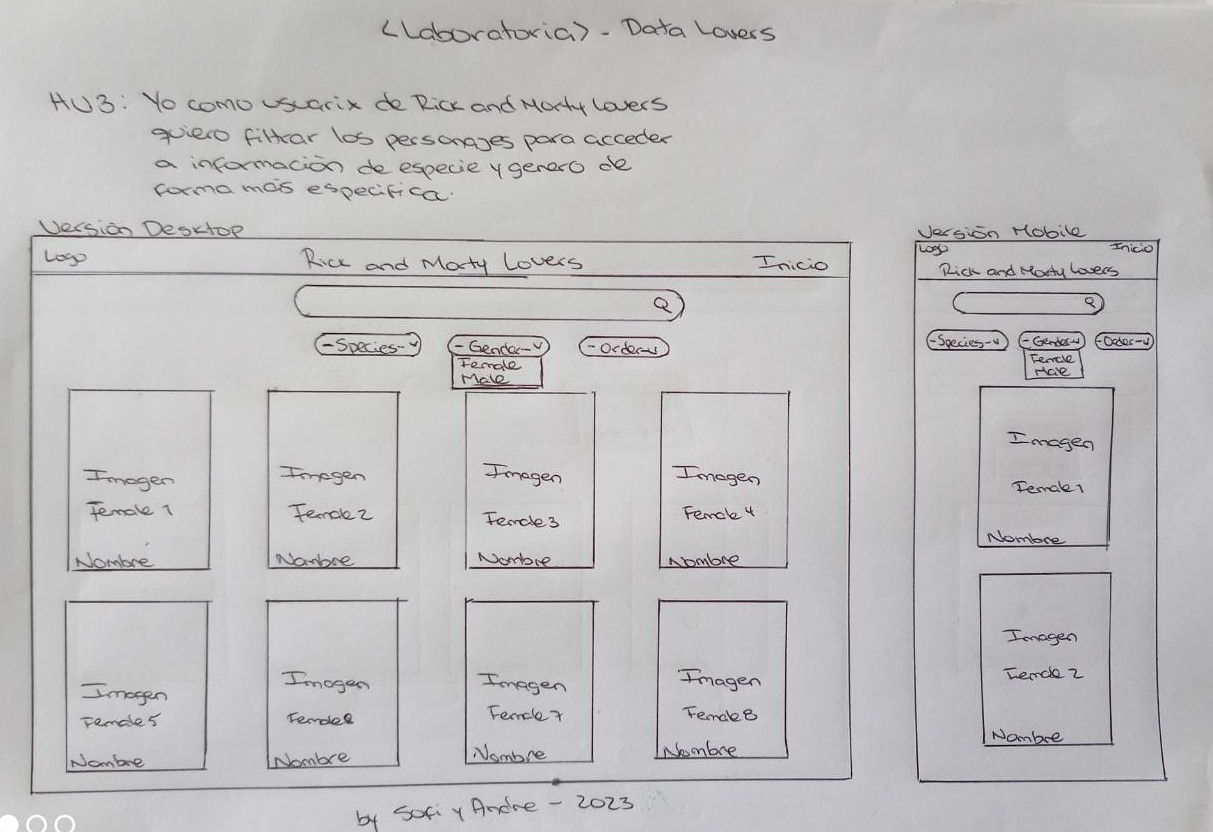 <Laboratoria> - Data Lovers
HU3: Yo como usuarix de Rick and Morty Lovers
quiero filtrar los personajes para acceder
a información de especie y genero de
forma más especifica.
Versión Desktop
Logo Rick and Morty Lovers Inicio
-Species- -Gender- -Order-
Female
Male
Imagen Imagen Imagen Imagen
Female 1 Female 2 Female 3 Female 4
Nombre Nombre Nombre Nombre
Imagen Imagen Imagen Imagen
Female 5 Female 6 Female 7 Female 8
Nombre Nombre Nombre Nombre
Versión Mobile
Logo Inicio
Rick and Morty Lovers
-Species- -Gender- -Order-
Female
Male
Imagen
Female 1
Nombre
Imagen
Female 2
Nombre
by Sofi y Andre - 2023